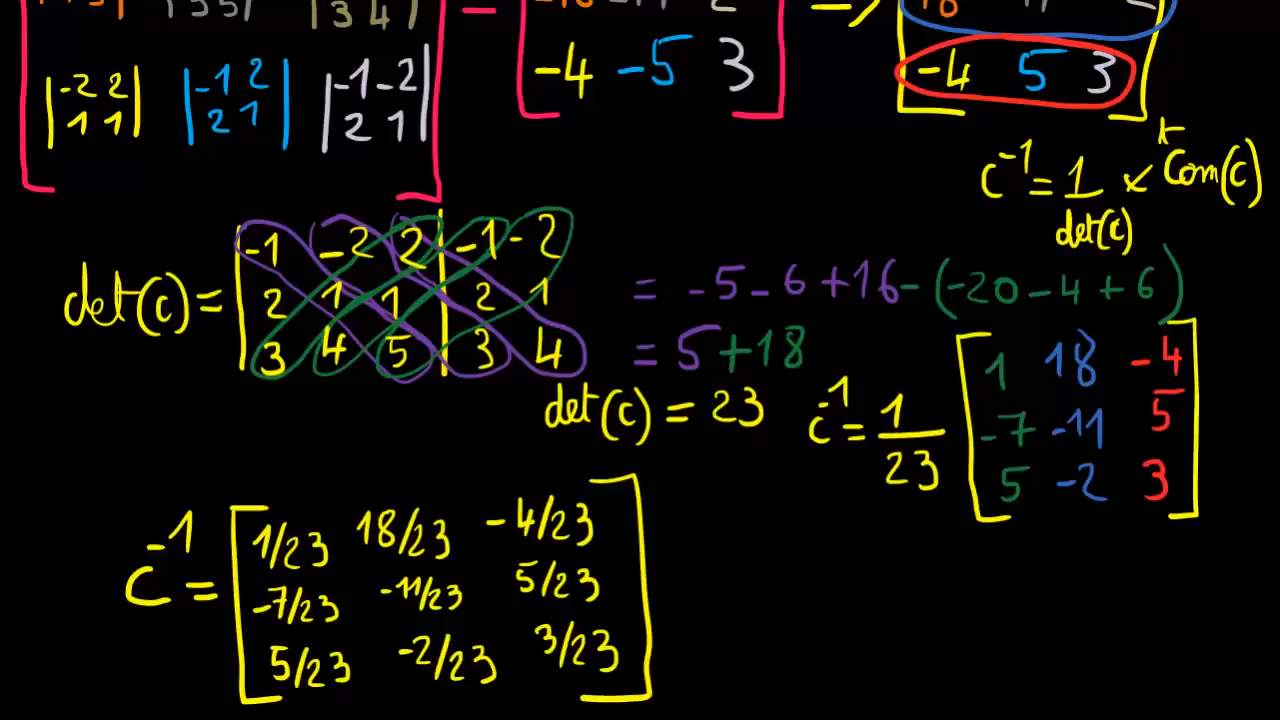 |3 4|
-4 -5 3
-4 5 3
|-2 2| |-1 2| |-1 -2|
|1 1| |2 1| |2 1|
C⁻¹ = 1/det(C) × ᵗCom(C)
det(C) = |-1 -2 2 | -1 -2
2 1 1 | 2 1
3 4 5 | 3 4
= -5 - 6 + 16 - (-20 - 4 + 6)
= 5 + 18
det(C) = 23
C⁻¹ = 1/23 [1 18 -4
-7 -11 5
5 -2 3]
C⁻¹ = [1/23 18/23 -4/23
-7/23 -11/23 5/23
5/23 -2/23 3/23]